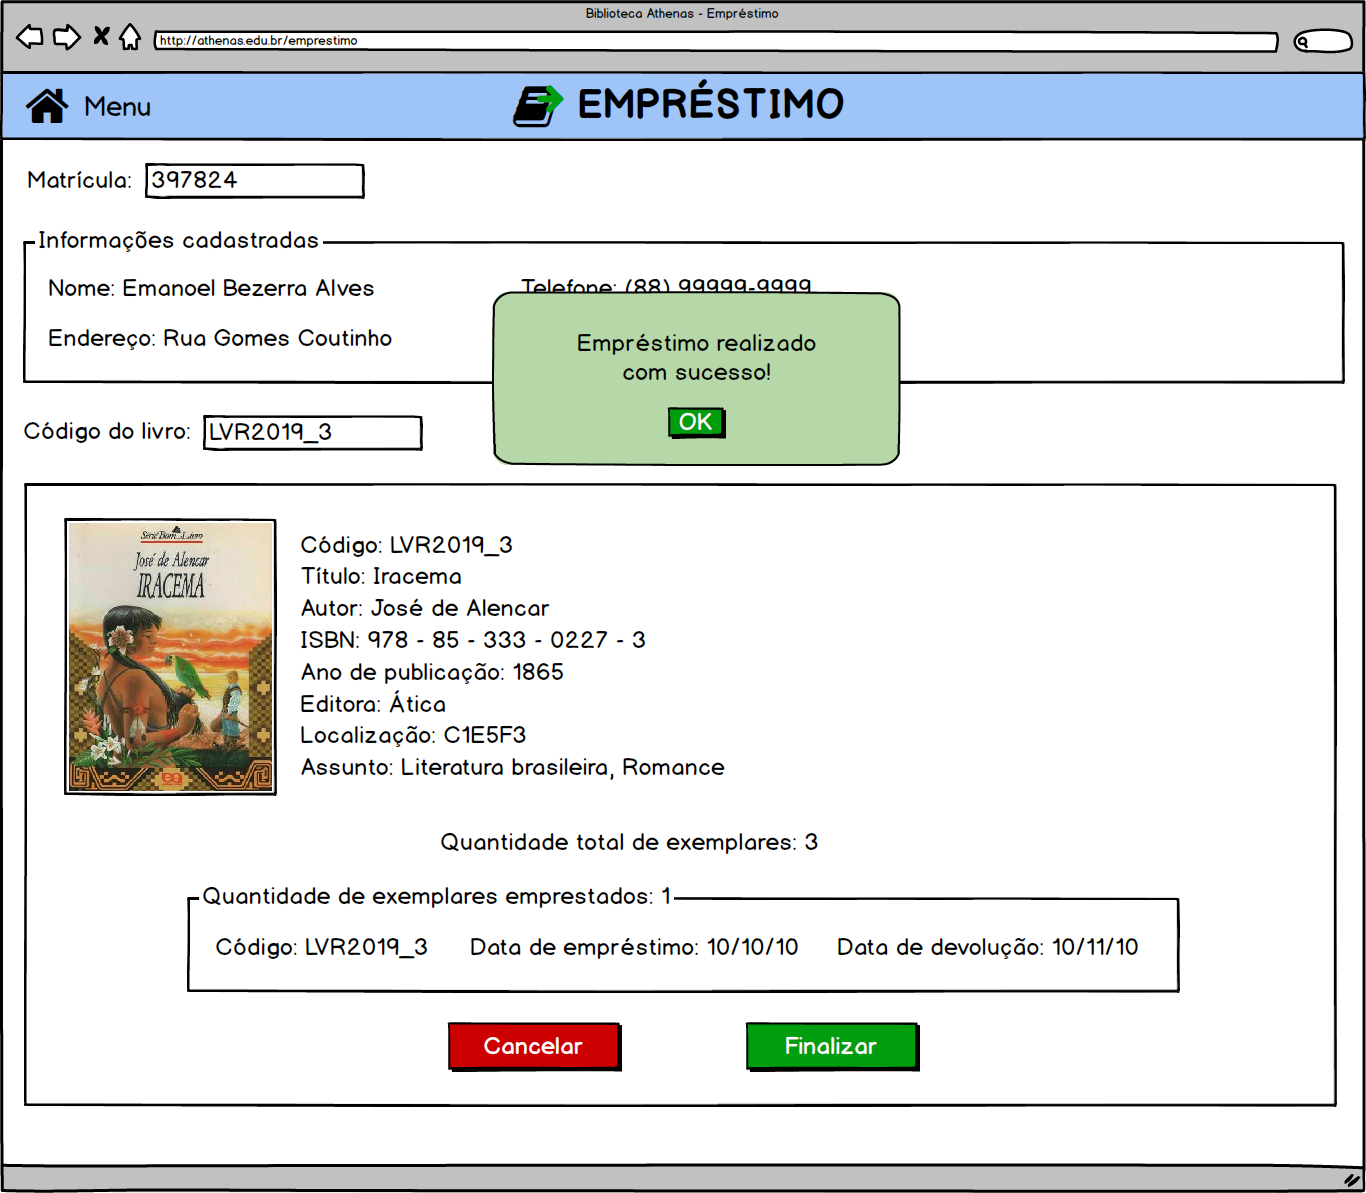 Biblioteca Athenas - Empréstimo
http://athenas.edu.br/emprestimo
Menu
EMPRÉSTIMO
Matrícula: 397824
Informações cadastradas
Nome: Emanoel Bezerra Alves
Telefone: (88) 99999-9999
Endereço: Rua Gomes Coutinho
Empréstimo realizado
com sucesso!
OK
Código do livro: LVR2019_3
Série Bom Livro
José de Alencar
IRACEMA
Código: LVR2019_3
Título: Iracema
Autor: José de Alencar
ISBN: 978 - 85 - 333 - 0227 - 3
Ano de publicação: 1865
Editora: Ática
Localização: C1E5F3
Assunto: Literatura brasileira, Romance
Quantidade total de exemplares: 3
Quantidade de exemplares emprestados: 1
Código: LVR2019_3 Data de empréstimo: 10/10/10 Data de devolução: 10/11/10
Cancelar
Finalizar